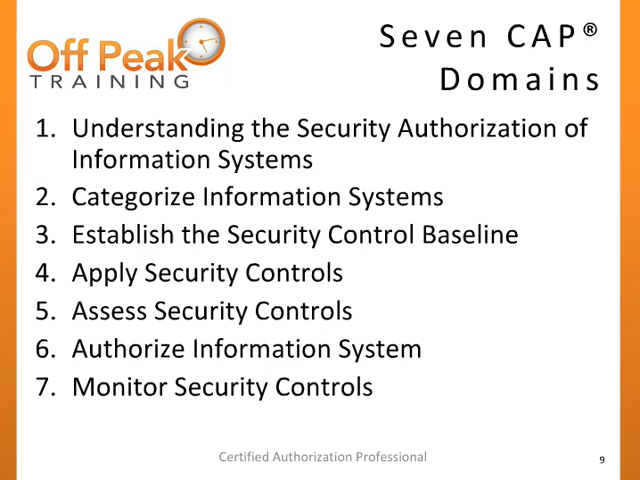 Off Peak
TRAINING
Seven CAP®
Domains
1. Understanding the Security Authorization of
Information Systems
2. Categorize Information Systems
3. Establish the Security Control Baseline
4. Apply Security Controls
5. Assess Security Controls
6. Authorize Information System
7. Monitor Security Controls
Certified Authorization Professional
9